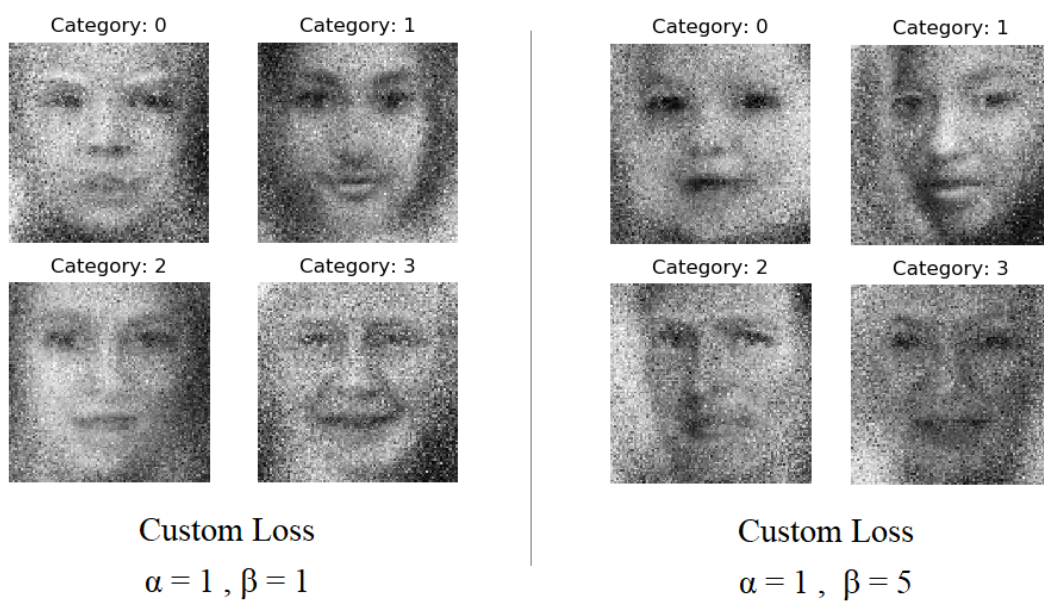 Category: 0
Category: 1
Category: 2
Category: 3
Custom Loss
α = 1 , β = 1
Category: 0
Category: 1
Category: 2
Category: 3
Custom Loss
α = 1 , β = 5